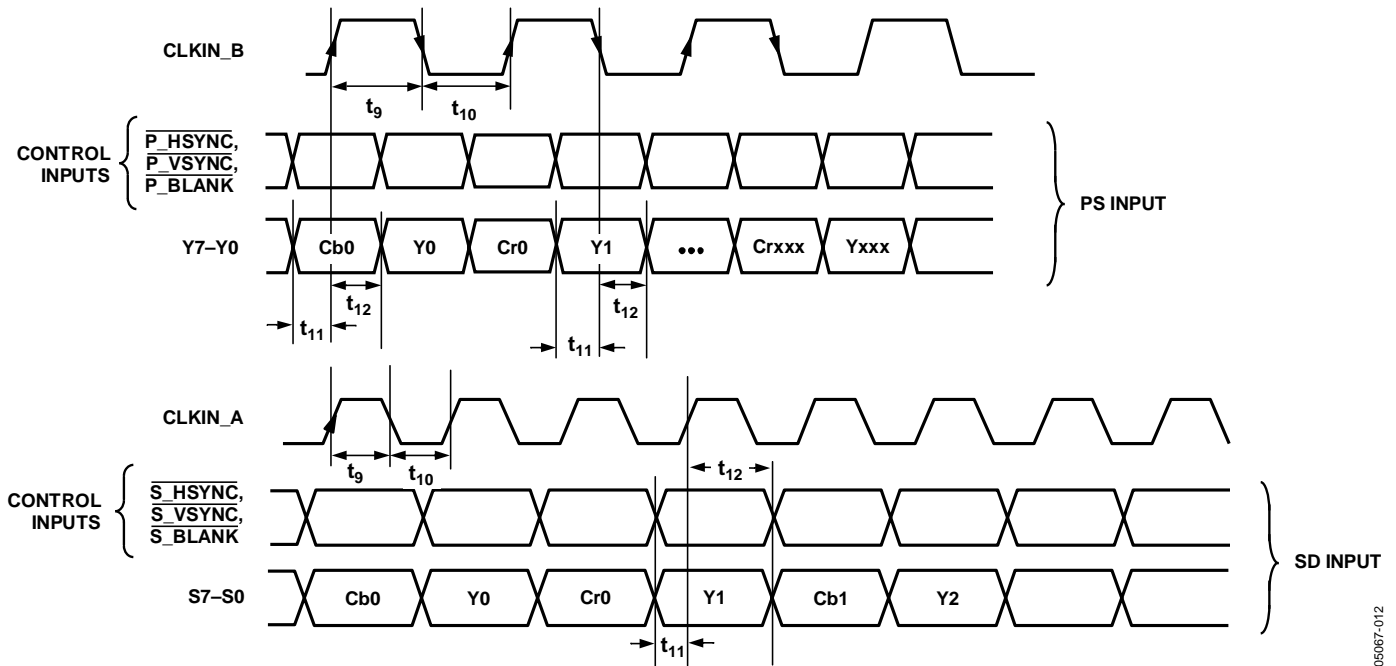 CLKIN_B
t9
t10
CONTROL
INPUTS
P_HSYNC,
P_VSYNC,
P_BLANK
PS INPUT
Y7–Y0
Cb0
Y0
Cr0
Y1
•••
Crxxx
Yxxx
t12
t12
t11
t11
CLKIN_A
t9
t10
t12
CONTROL
INPUTS
S_HSYNC,
S_VSYNC,
S_BLANK
SD INPUT
S7–S0
Cb0
Y0
Cr0
Y1
Cb1
Y2
t11
05067-012